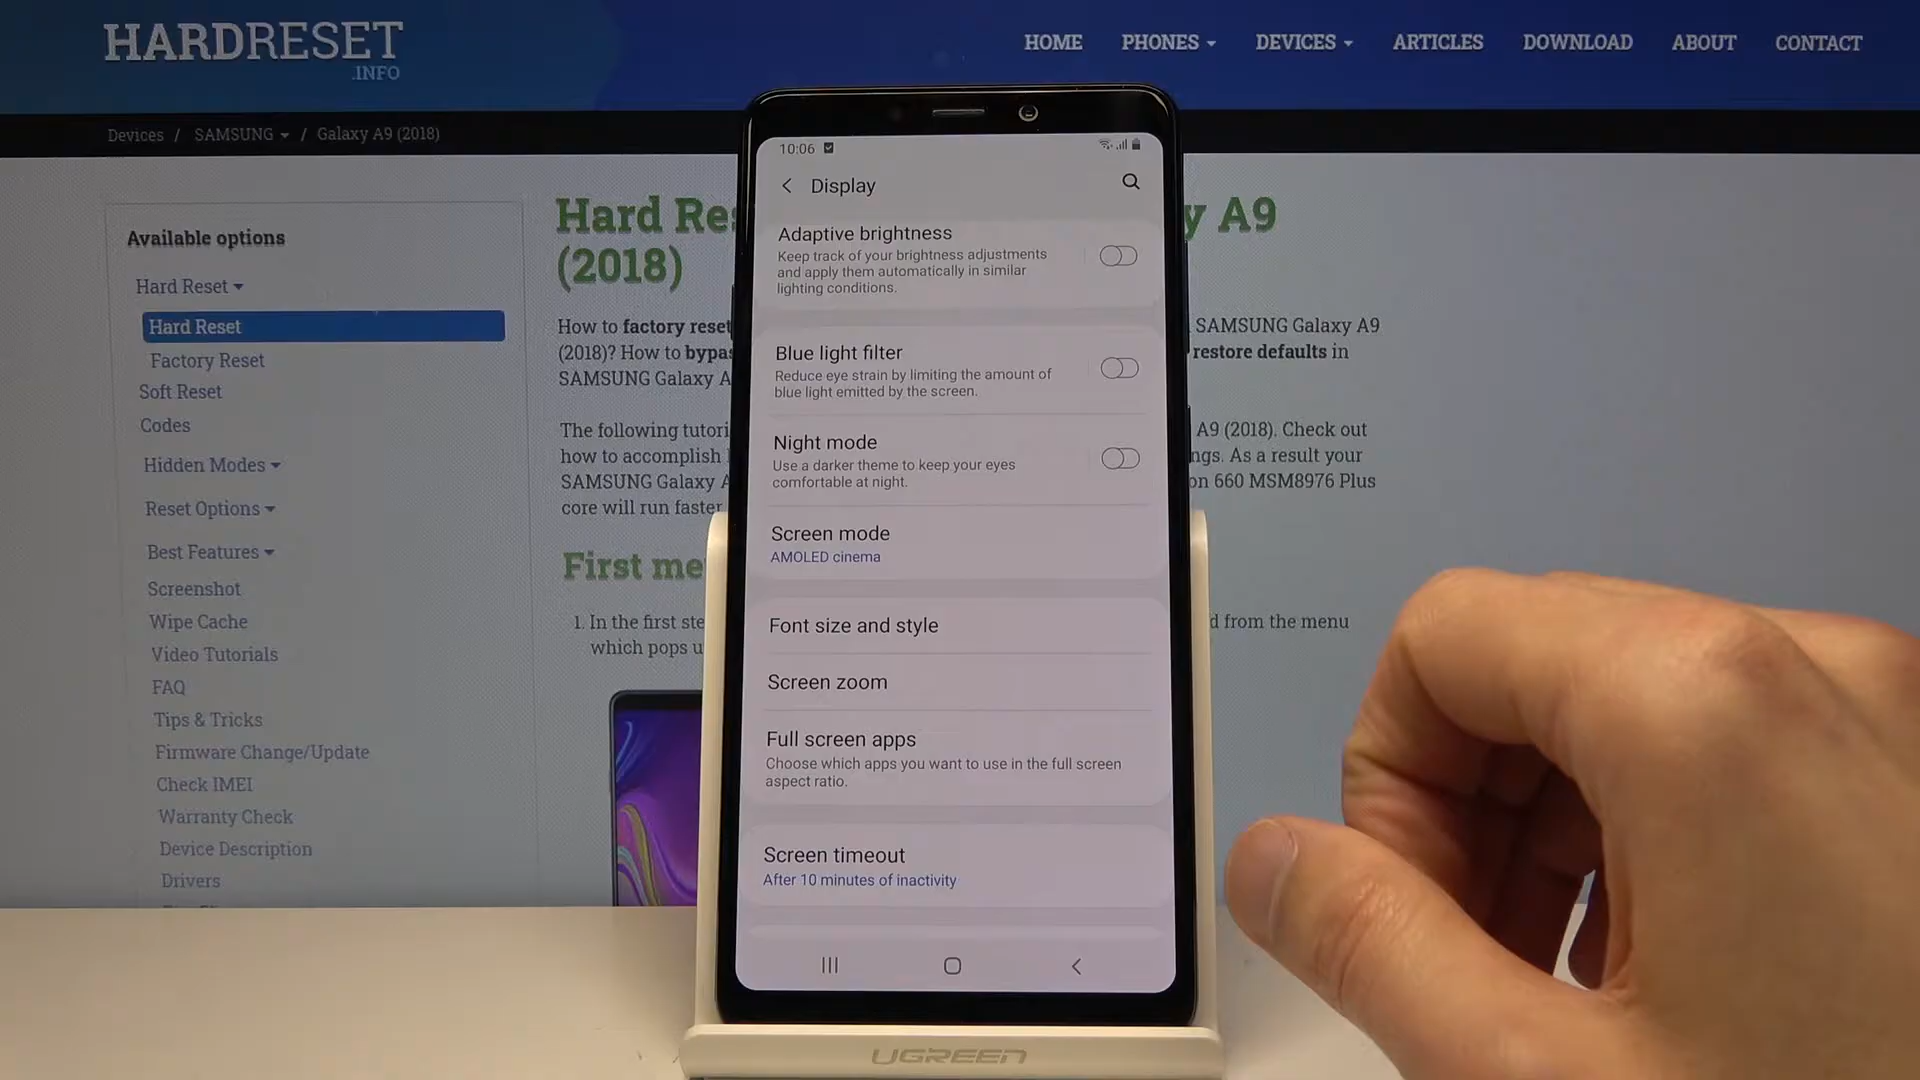 HARDRESET
.INFO
HOME PHONES DEVICES ARTICLES DOWNLOAD ABOUT CONTACT
Devices / SAMSUNG / Galaxy A9 (2018)
Available options
Hard Reset
Hard Reset
Factory Reset
Soft Reset
Codes
Hidden Modes
Reset Options
Best Features
Screenshot
Wipe Cache
Video Tutorials
FAQ
Tips & Tricks
Firmware Change/Update
Check IMEI
Warranty Check
Device Description
Drivers
Hard Res y A9
(2018)
How to factory reset SAMSUNG Galaxy A9
(2018)? How to bypas restore defaults in
SAMSUNG Galaxy A
The following tutori A9 (2018). Check out
how to accomplish ngs. As a result your
SAMSUNG Galaxy A on 660 MSM8976 Plus
core will run faster
First me
1. In the first ste d from the menu
which pops u
10:06
Display
Adaptive brightness
Keep track of your brightness adjustments
and apply them automatically in similar
lighting conditions.
Blue light filter
Reduce eye strain by limiting the amount of
blue light emitted by the screen.
Night mode
Use a darker theme to keep your eyes
comfortable at night.
Screen mode
AMOLED cinema
Font size and style
Screen zoom
Full screen apps
Choose which apps you want to use in the full screen
aspect ratio.
Screen timeout
After 10 minutes of inactivity
UGREEN